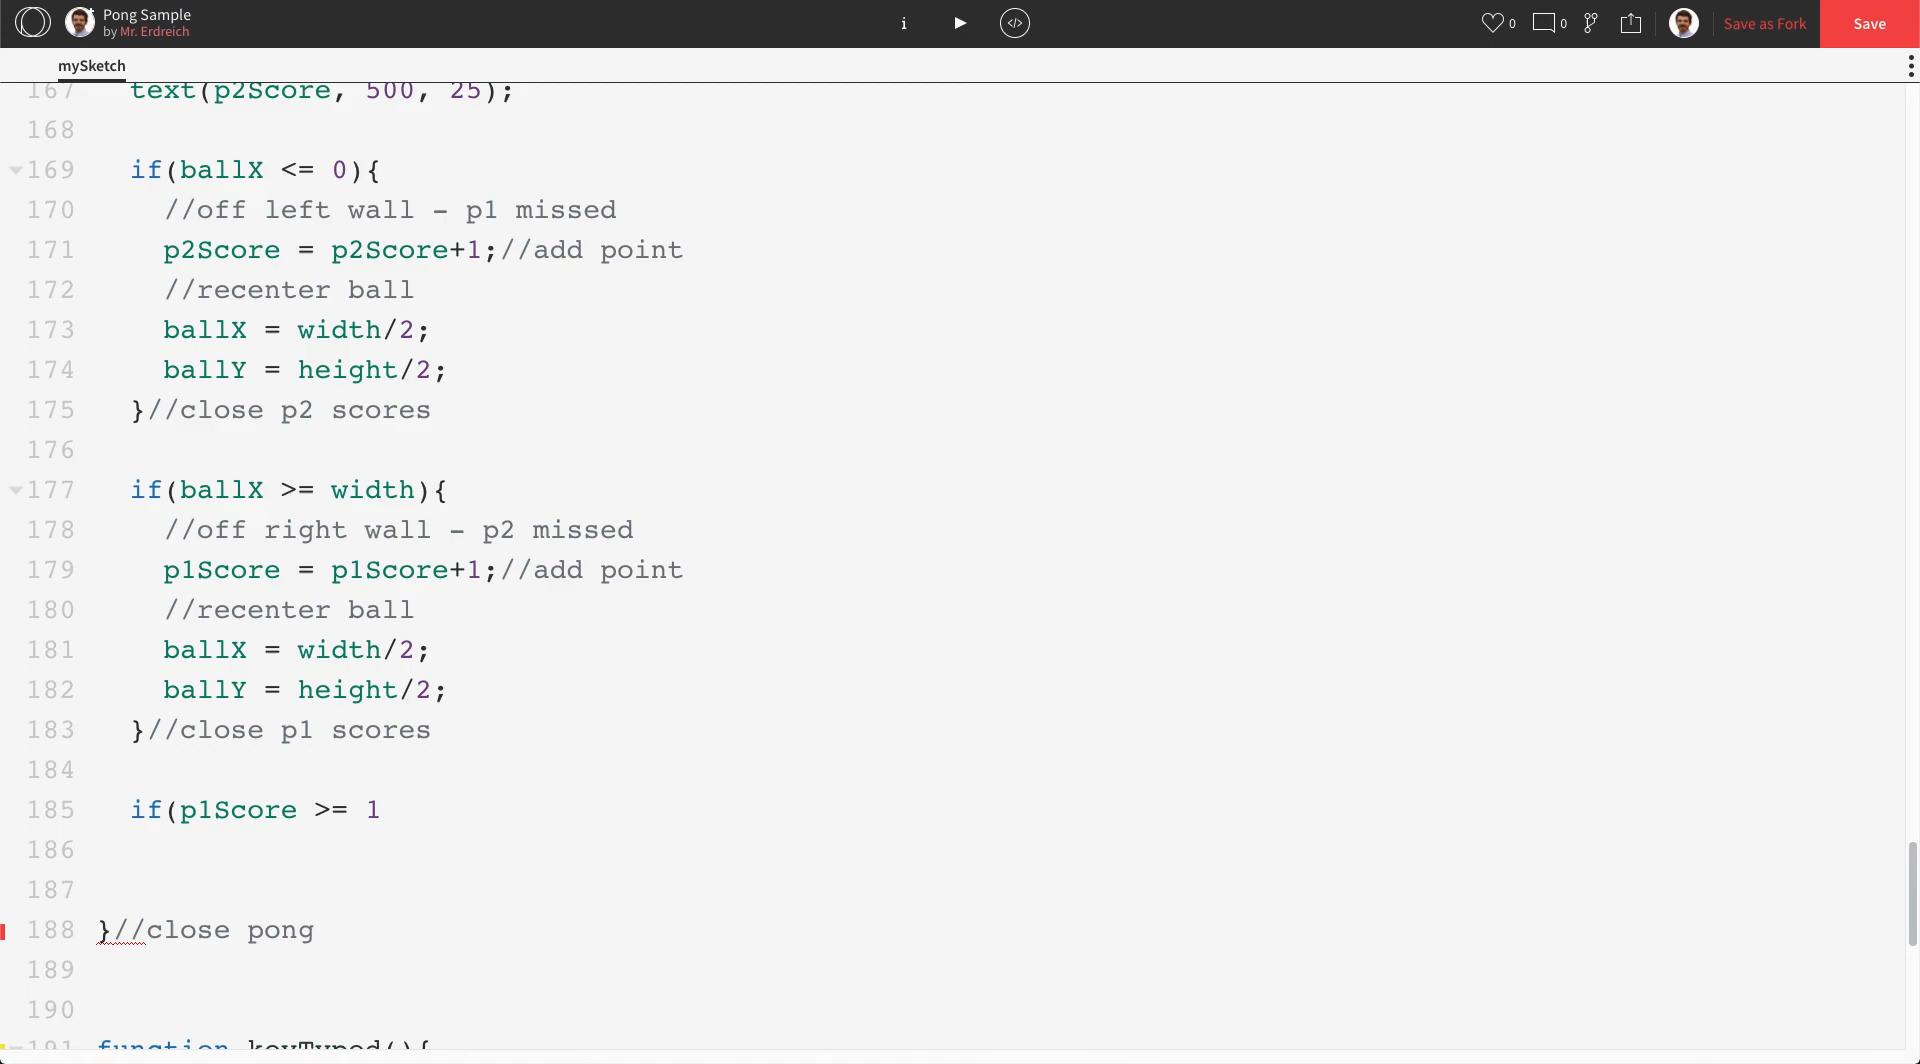 Pong Sample
by Mr. Erdreich
i
</>
0
0
Save as Fork
Save
mySketch
167 text(p2Score, 500, 25);
168
169 if(ballX <= 0){
170 //off left wall - p1 missed
171 p2Score = p2Score+1;//add point
172 //recenter ball
173 ballX = width/2;
174 ballY = height/2;
175 }//close p2 scores
176
177 if(ballX >= width){
178 //off right wall - p2 missed
179 p1Score = p1Score+1;//add point
180 //recenter ball
181 ballX = width/2;
182 ballY = height/2;
183 }//close p1 scores
184
185 if(p1Score >= 1
186
187
188 }//close pong
189
190
191 function keyTyped(){